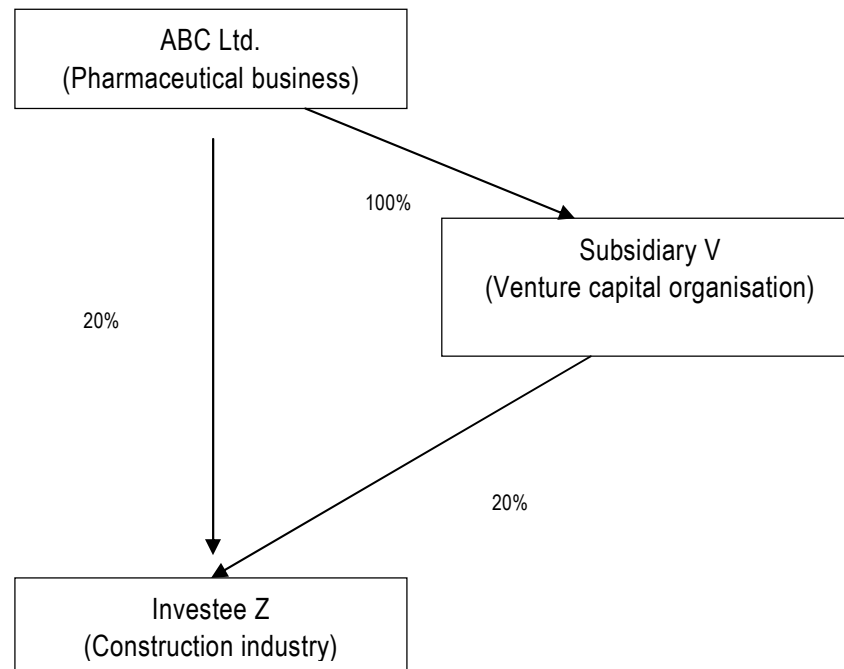 ABC Ltd.
(Pharmaceutical business)
100%
Subsidiary V
(Venture capital organisation)
20%
20%
Investee Z
(Construction industry)